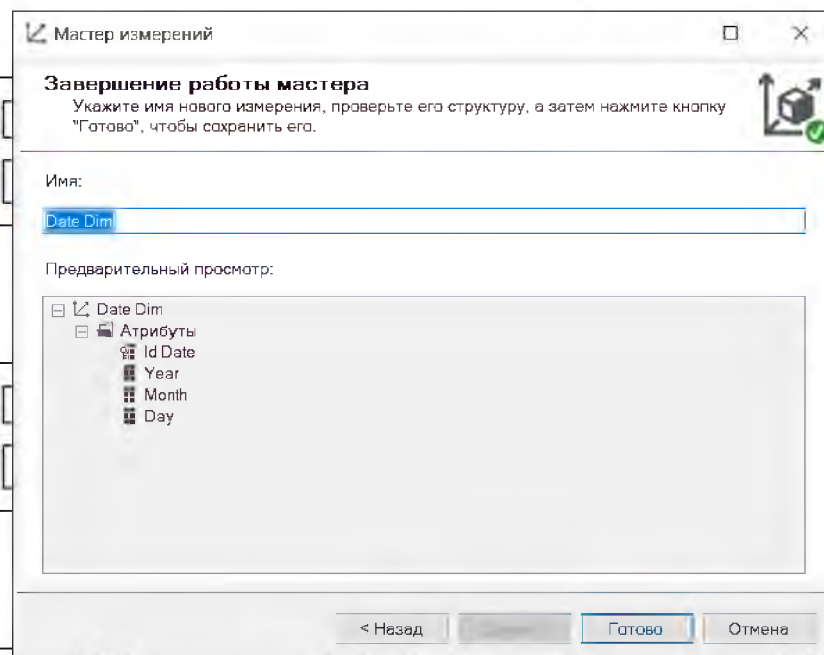 Мастер измерений
Завершение работы мастера
Укажите имя нового измерения, проверьте его структуру, а затем нажмите кнопку
"Готово", чтобы сохранить его.
Имя:
Date Dim
Предварительный просмотр:
Date Dim
Атрибуты
Id Date
Year
Month
Day
< Назад
Готово
Отмена